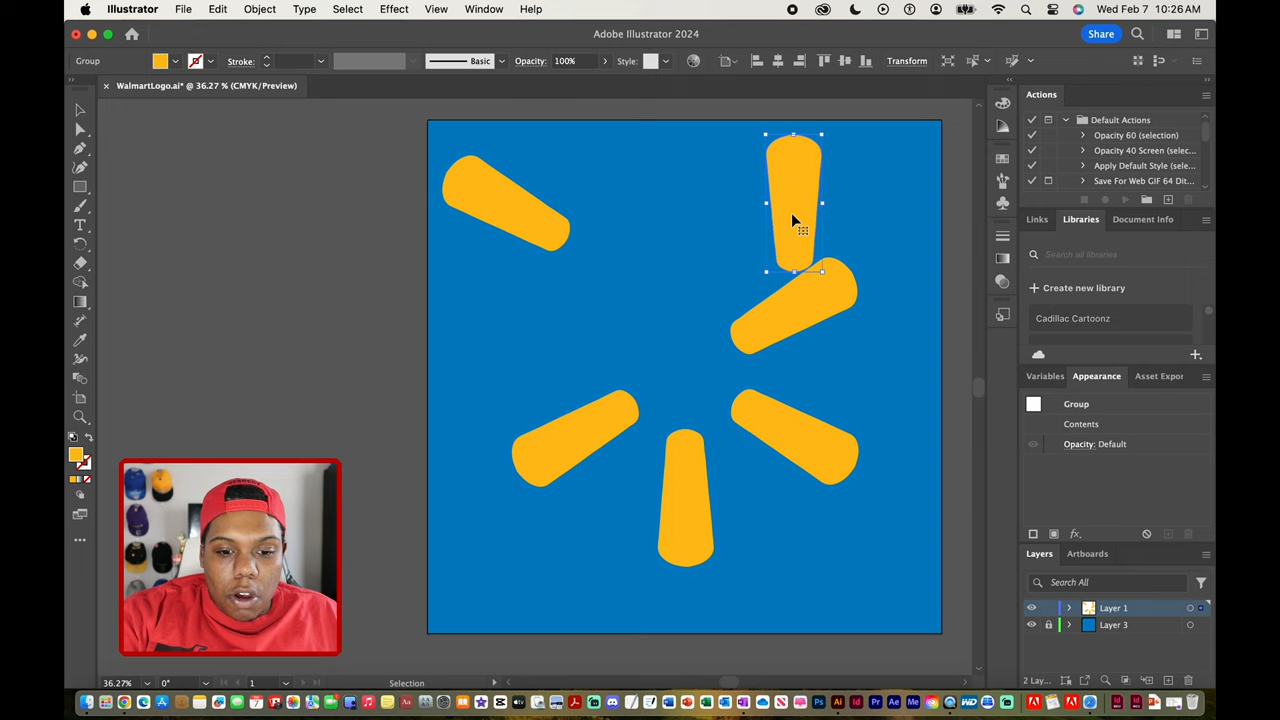 Illustrator File Edit Object Type Select Effect View Window Help Wed Feb 7 10:26 AM
Adobe Illustrator 2024
Share
Group Stroke: Basic Opacity: 100% Style: Transform
WalmartLogo.ai* @ 36.27 % (CMYK/Preview)
Actions
Default Actions
Opacity 60 (selection)
Opacity 40 Screen (selec...
Apply Default Style (sele...
Save For Web GIF 64 Dit...
Links Libraries Document Info
Search all libraries
Create new library
Cadillac Cartoonz
Variables Appearance Asset Expor
Group
Contents
Opacity: Default
fx.
Layers Artboards
Search All
Layer 1
Layer 3
36.27% 0° 1 Selection 2 Lay...